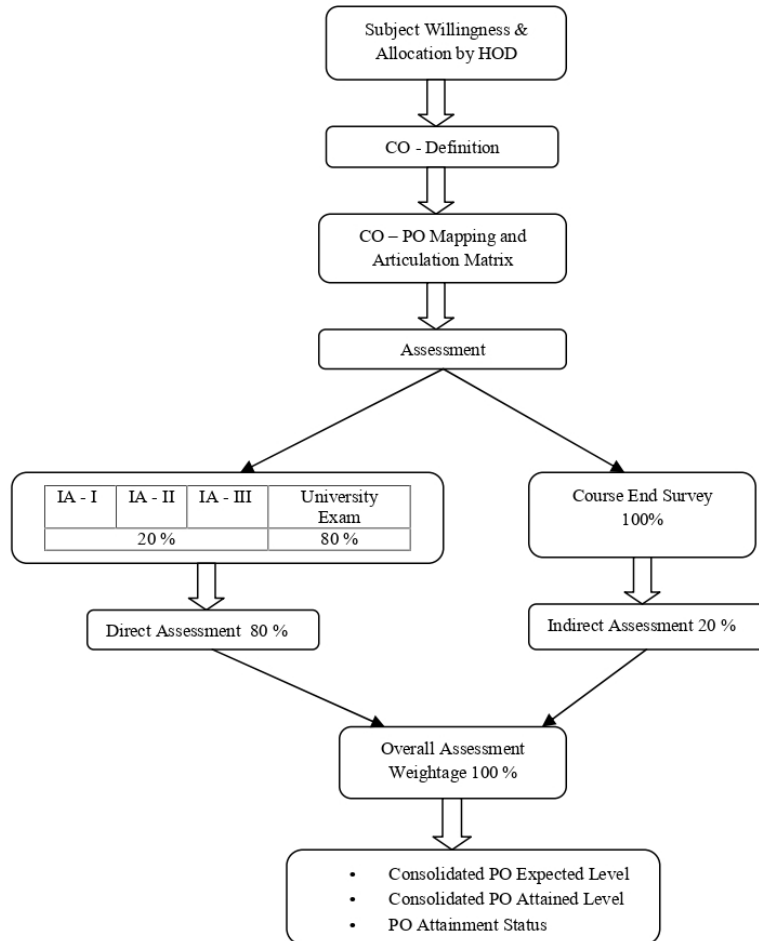 Subject Willingness &
Allocation by HOD
CO - Definition
CO – PO Mapping and
Articulation Matrix
Assessment
IA - I IA - II IA - III University
Exam
20 % 80 %
Course End Survey
100%
Direct Assessment 80 %
Indirect Assessment 20 %
Overall Assessment
Weightage 100 %
• Consolidated PO Expected Level
• Consolidated PO Attained Level
• PO Attainment Status